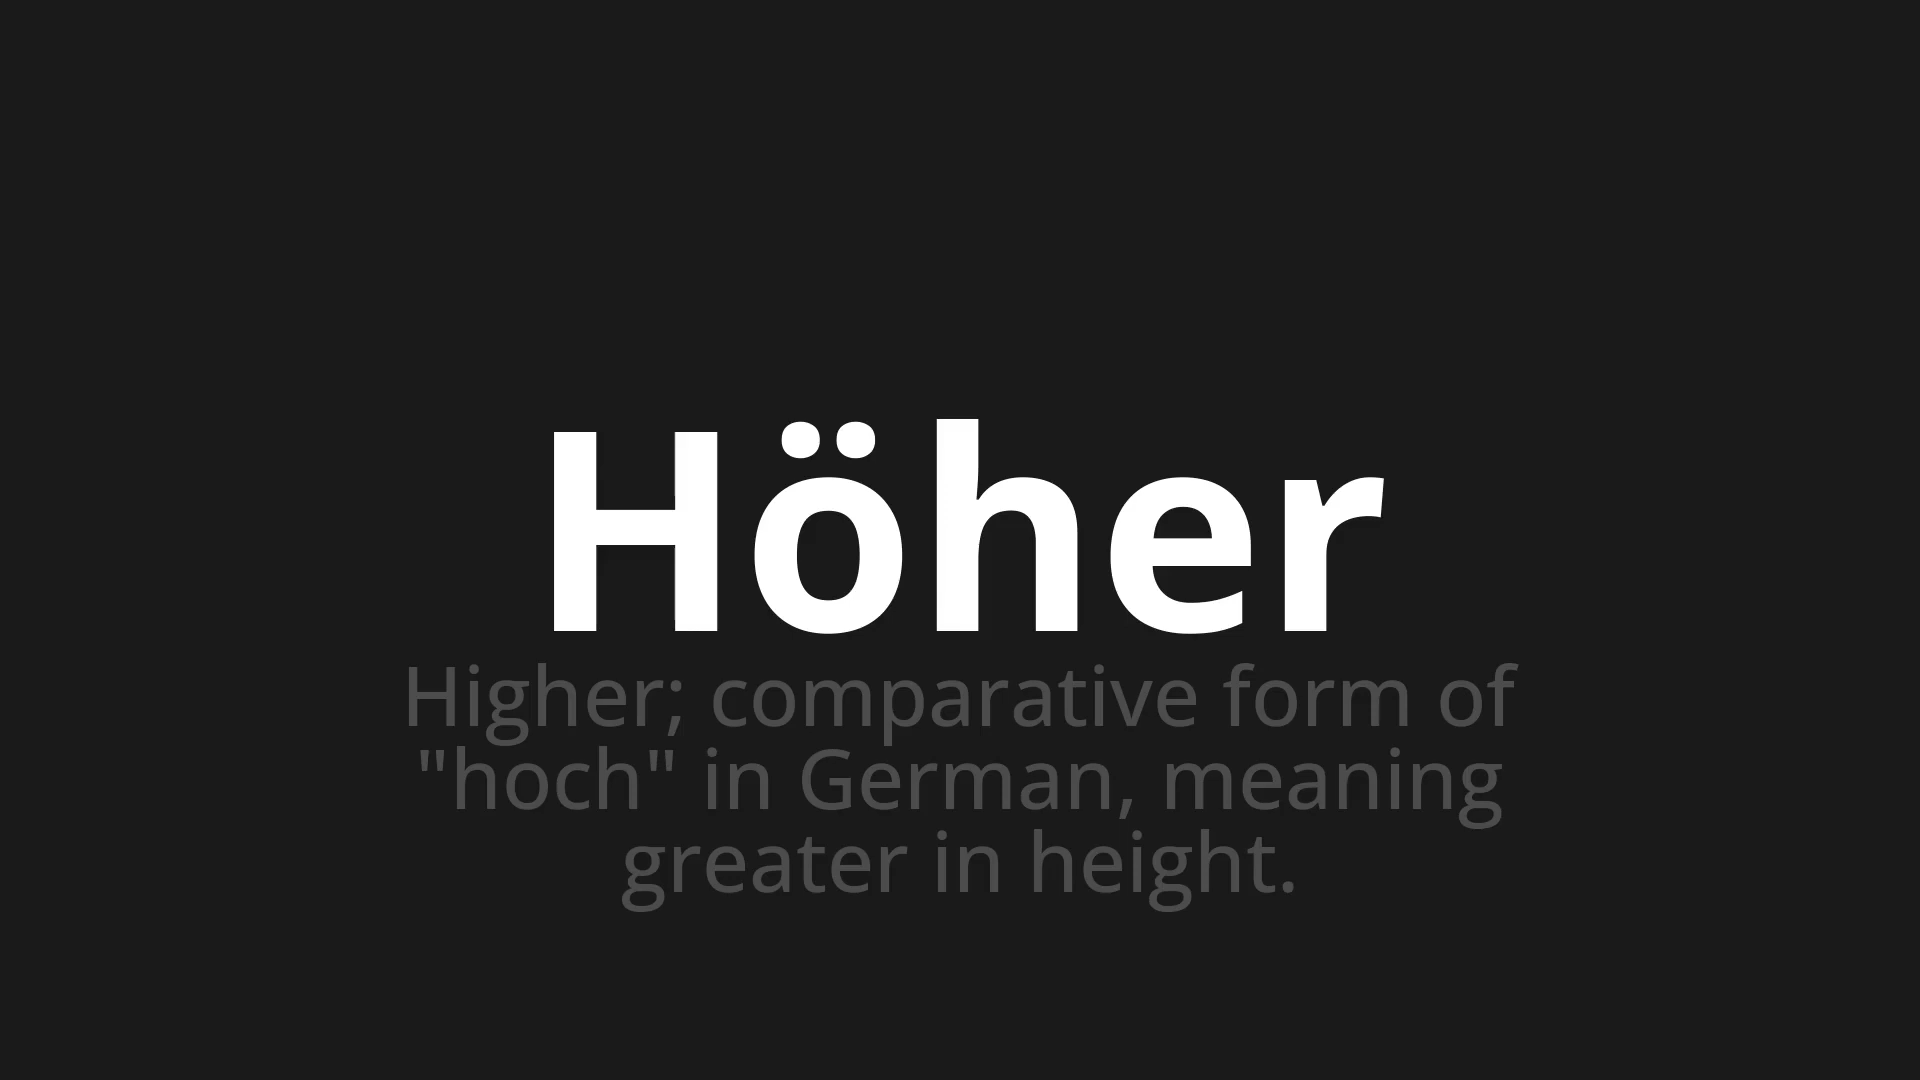 Höher
Higher; comparative form of
"hoch" in German, meaning
greater in height.